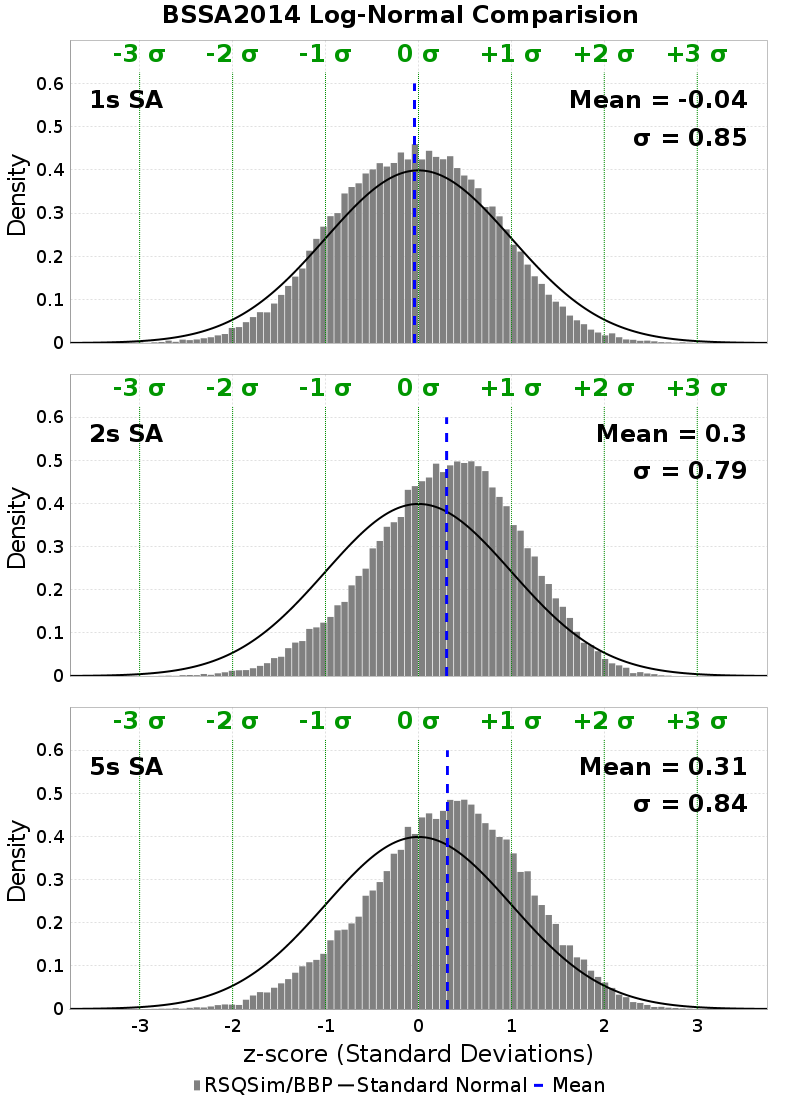 BSSA2014 Log-Normal Comparision
-3 σ -2 σ -1 σ 0 σ +1 σ +2 σ +3 σ
1s SA
Mean = -0.04
σ = 0.85
0.6
0.5
0.4
0.3
0.2
0.1
0
Density
-3 σ -2 σ -1 σ 0 σ +1 σ +2 σ +3 σ
2s SA
Mean = 0.3
σ = 0.79
0.6
0.5
0.4
0.3
0.2
0.1
0
Density
-3 σ -2 σ -1 σ 0 σ +1 σ +2 σ +3 σ
5s SA
Mean = 0.31
σ = 0.84
0.6
0.5
0.4
0.3
0.2
0.1
0
Density
-3 -2 -1 0 1 2 3
z-score (Standard Deviations)
RSQSim/BBP Standard Normal Mean